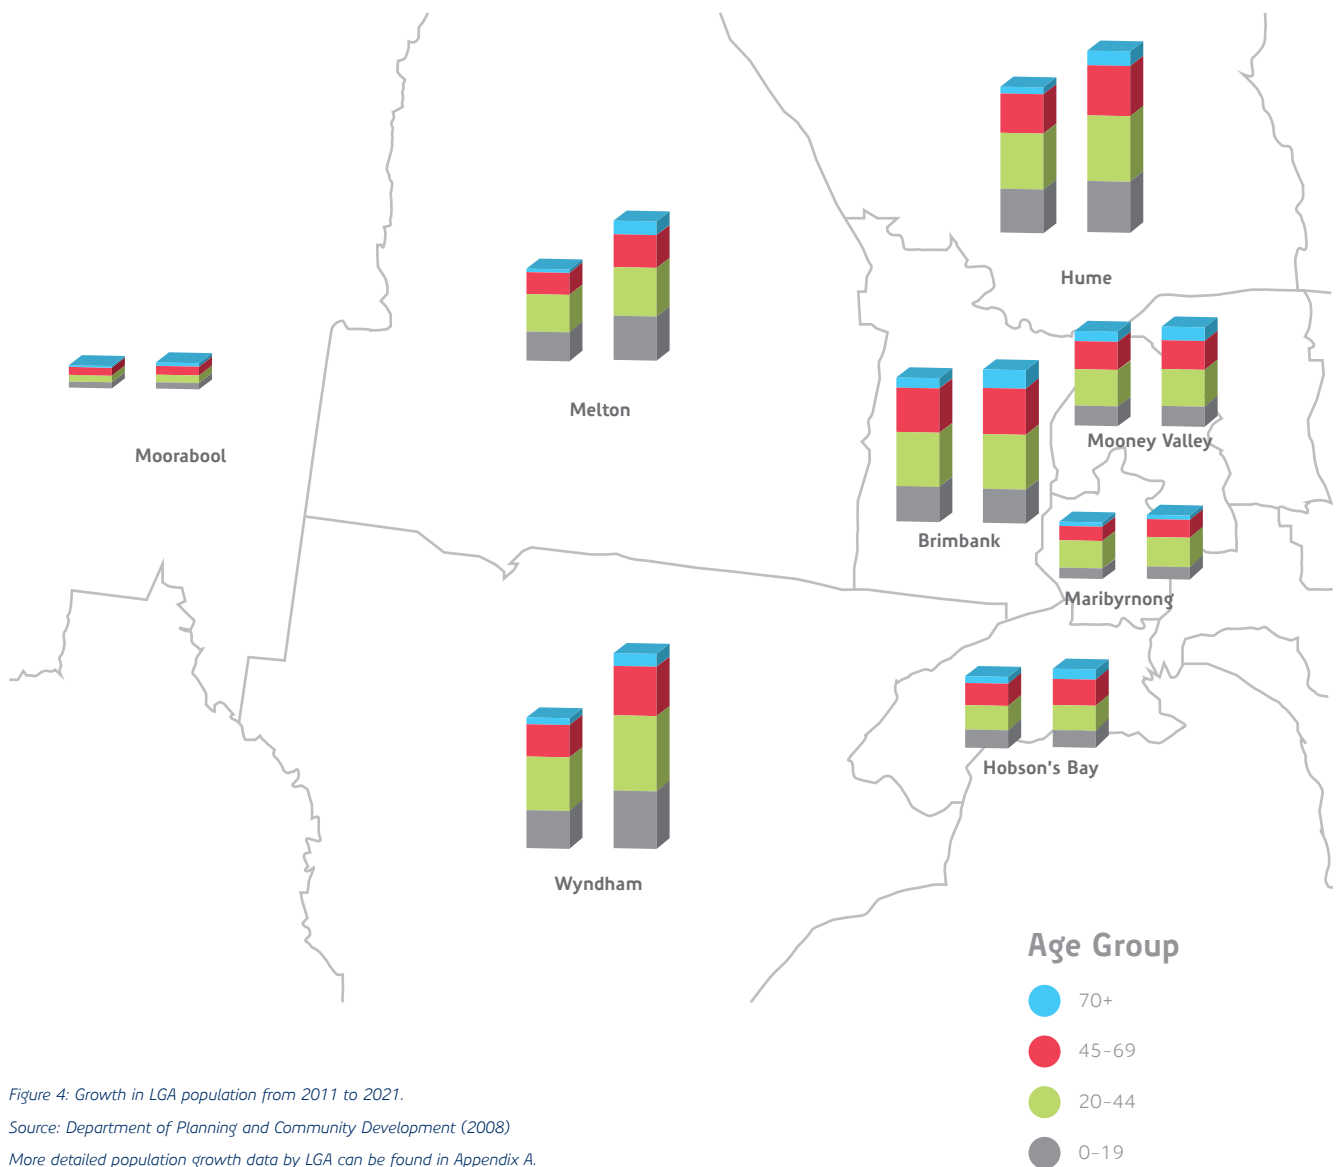 Hume
Melton
Moorabool
Mooney Valley
Brimbank
Maribyrnong
Hobson's Bay
Wyndham
Age Group
70+
45-69
20-44
0-19
Figure 4: Growth in LGA population from 2011 to 2021.
Source: Department of Planning and Community Development (2008)
More detailed population growth data by LGA can be found in Appendix A.